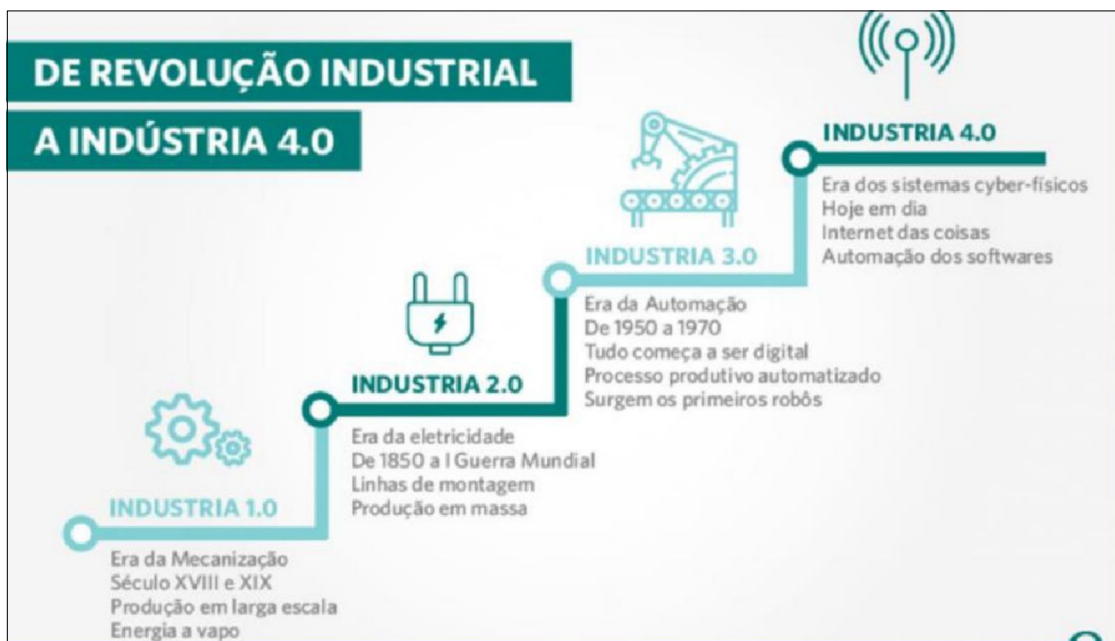 DE REVOLUÇÃO INDUSTRIAL
A INDÚSTRIA 4.0
INDUSTRIA 1.0
Era da Mecanização
Século XVIII e XIX
Produção em larga escala
Energia a vapo
INDUSTRIA 2.0
Era da eletricidade
De 1850 a I Guerra Mundial
Linhas de montagem
Produção em massa
INDUSTRIA 3.0
Era da Automação
De 1950 a 1970
Tudo começa a ser digital
Processo produtivo automatizado
Surgem os primeiros robôs
INDUSTRIA 4.0
Era dos sistemas cyber-físicos
Hoje em dia
Internet das coisas
Automação dos softwares